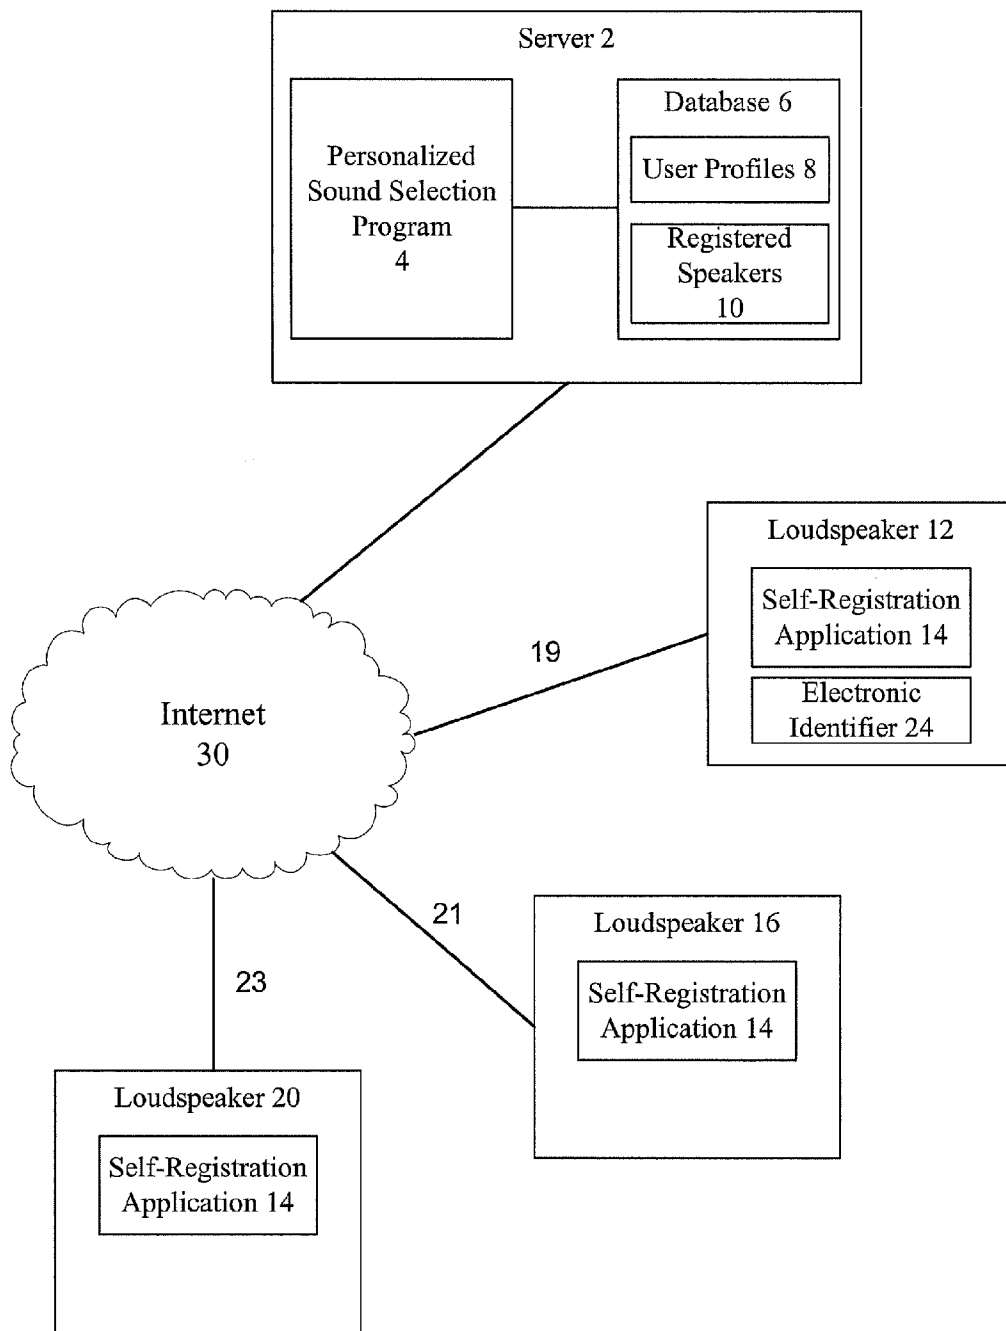 Server 2
Personalized
Sound Selection
Program
4
Database 6
User Profiles 8
Registered
Speakers
10
Loudspeaker 12
Self-Registration
Application 14
Electronic
Identifier 24
19
Internet
30
21
Loudspeaker 16
Self-Registration
Application 14
23
Loudspeaker 20
Self-Registration
Application 14